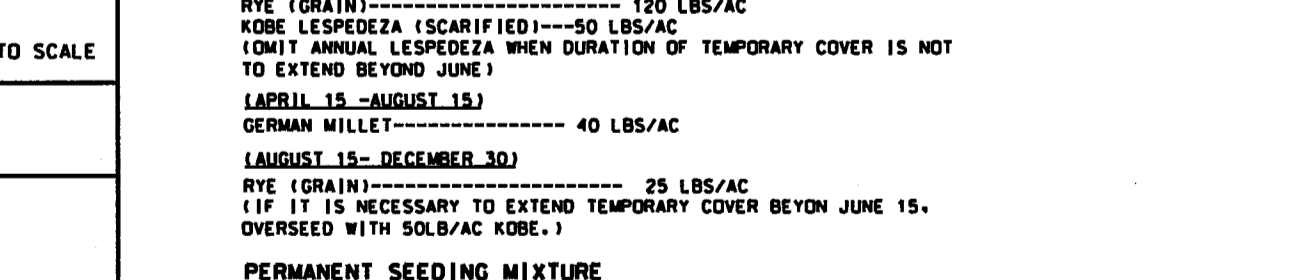 RYE (GRAIN)---------------------- 120 LBS/AC
KOBE LESPEDEZA (SCARIFIED)---50 LBS/AC
(OMIT ANNUAL LESPEDEZA WHEN DURATION OF TEMPORARY COVER IS NOT
TO SCALE
TO EXTEND BEYOND JUNE)
(APRIL 15 -AUGUST 15)
GERMAN MILLET---------------- 40 LBS/AC
(AUGUST 15- DECEMBER 30)
RYE (GRAIN)----------------------- 25 LBS/AC
(IF IT IS NECESSARY TO EXTEND TEMPORARY COVER BEYON JUNE 15,
OVERSEED WITH 50LB/AC KOBE.)
PERMANENT SEEDING MIXTURE